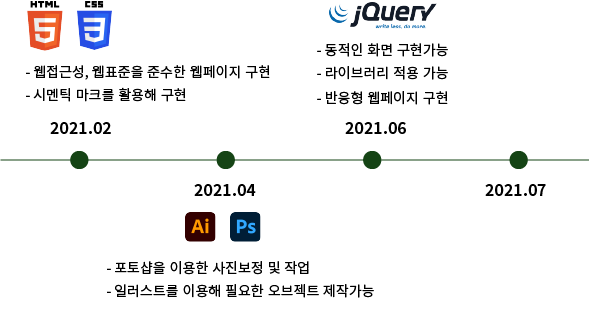 HTML
5
CSS
3
- 웹접근성, 웹표준을 준수한 웹페이지 구현
- 시멘틱 마크를 활용해 구현
2021.02
jQuery
write less, do more
- 동적인 화면 구현가능
- 라이브러리 적용 가능
- 반응형 웹페이지 구현
2021.06
2021.04
Ai
Ps
- 포토샵을 이용한 사진보정 및 작업
- 일러스트를 이용해 필요한 오브젝트 제작가능
2021.07